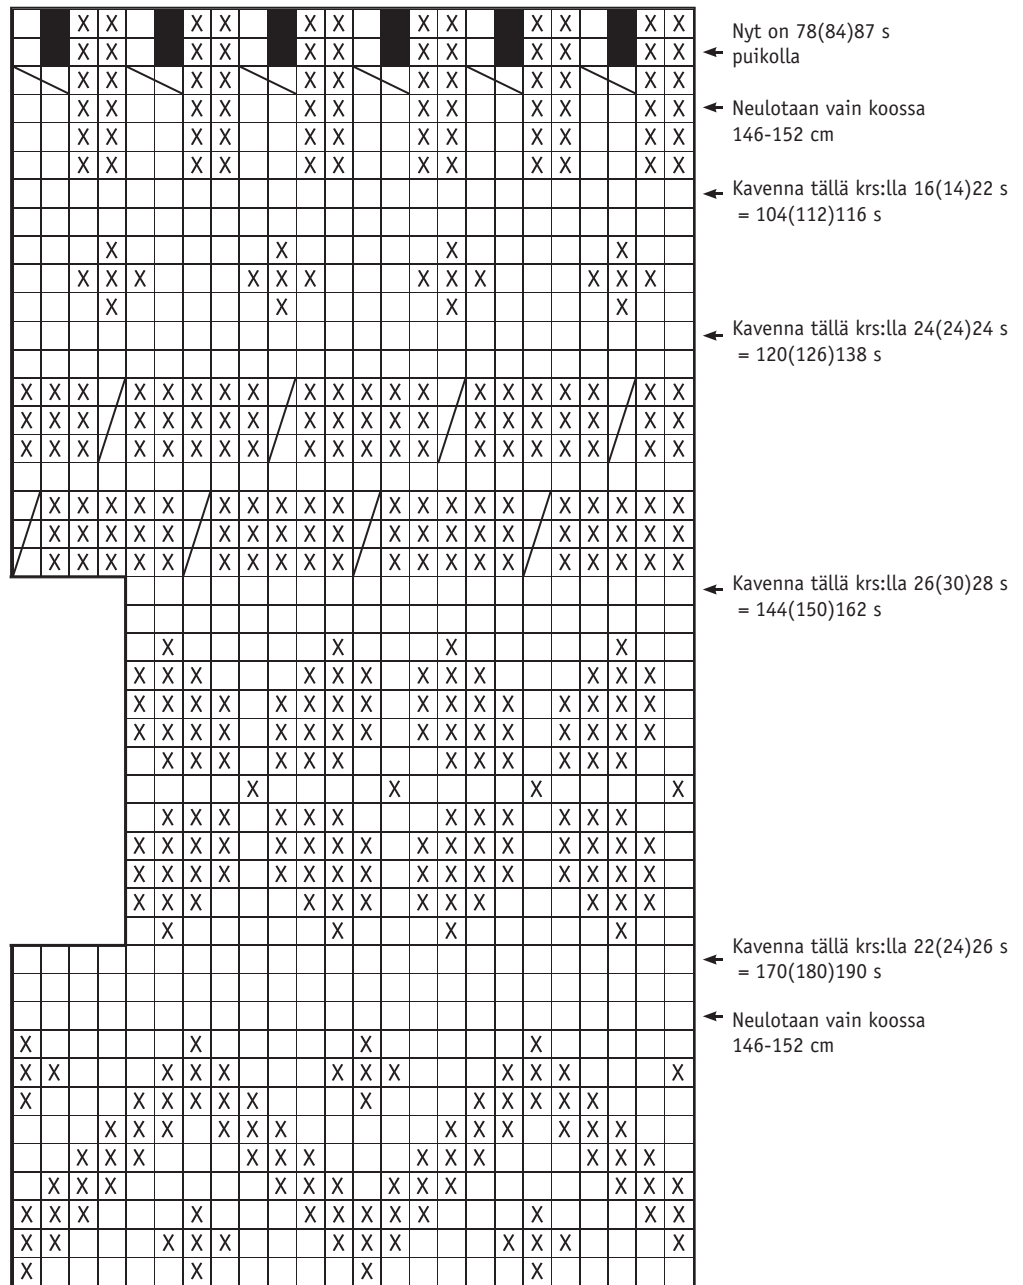 Nyt on 78(84)87 s
puikolla
Neulotaan vain koossa
146-152 cm
Kavenna tällä krs:lla 16(14)22 s
= 104(112)116 s
Kavenna tällä krs:lla 24(24)24 s
= 120(126)138 s
Kavenna tällä krs:lla 26(30)28 s
= 144(150)162 s
Kavenna tällä krs:lla 22(24)26 s
= 170(180)190 s
Neulotaan vain koossa
146-152 cm